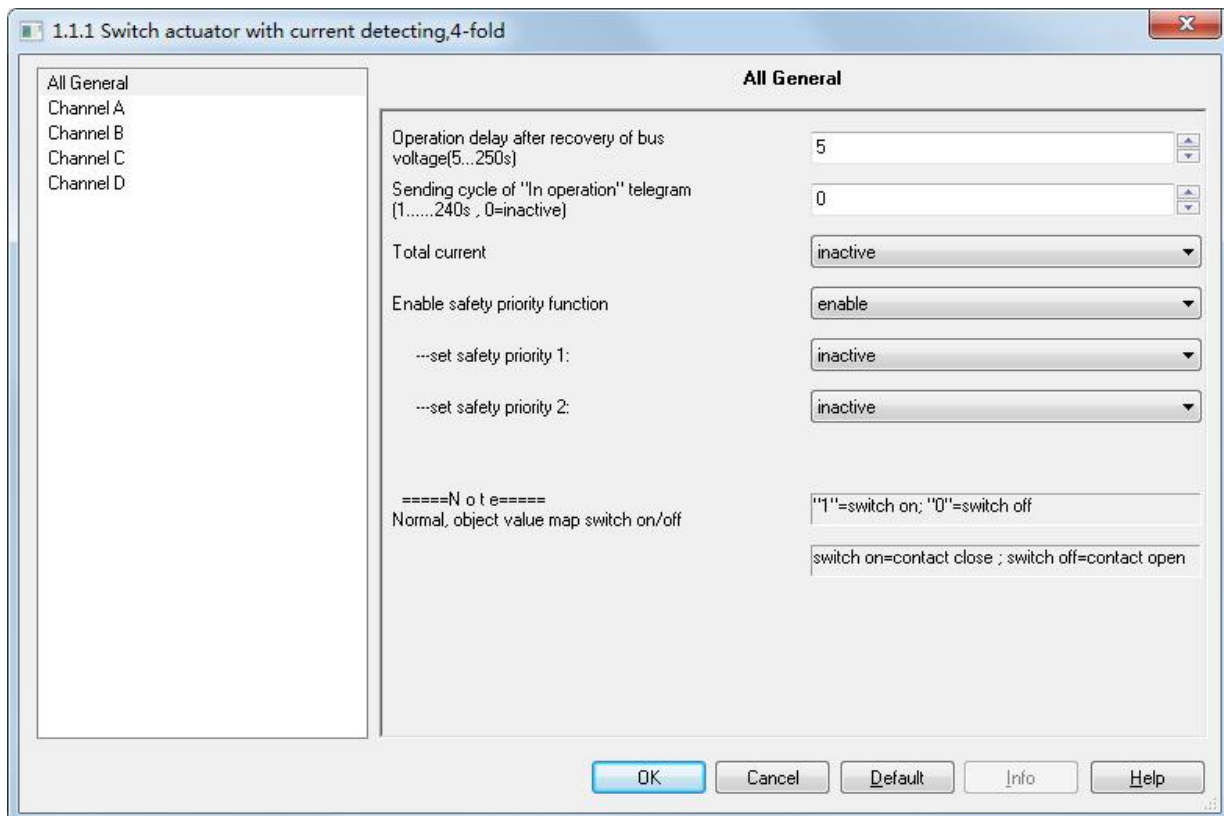 1.1.1 Switch actuator with current detecting,4-fold
All General
Channel A
Channel B
Channel C
Channel D
All General
Operation delay after recovery of bus
voltage(5...250s)
5
Sending cycle of "In operation" telegram
(1......240s , 0=inactive)
0
Total current
inactive
Enable safety priority function
enable
---set safety priority 1:
inactive
---set safety priority 2:
inactive
=====N o t e=====
Normal, object value map switch on/off
"1"=switch on; "0"=switch off
switch on=contact close ; switch off=contact open
OK
Cancel
Default
Info
Help